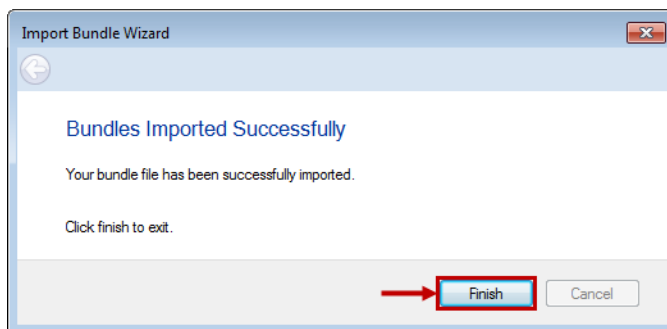 Import Bundle Wizard
Bundles Imported Successfully
Your bundle file has been successfully imported.
Click finish to exit.
Finish
Cancel